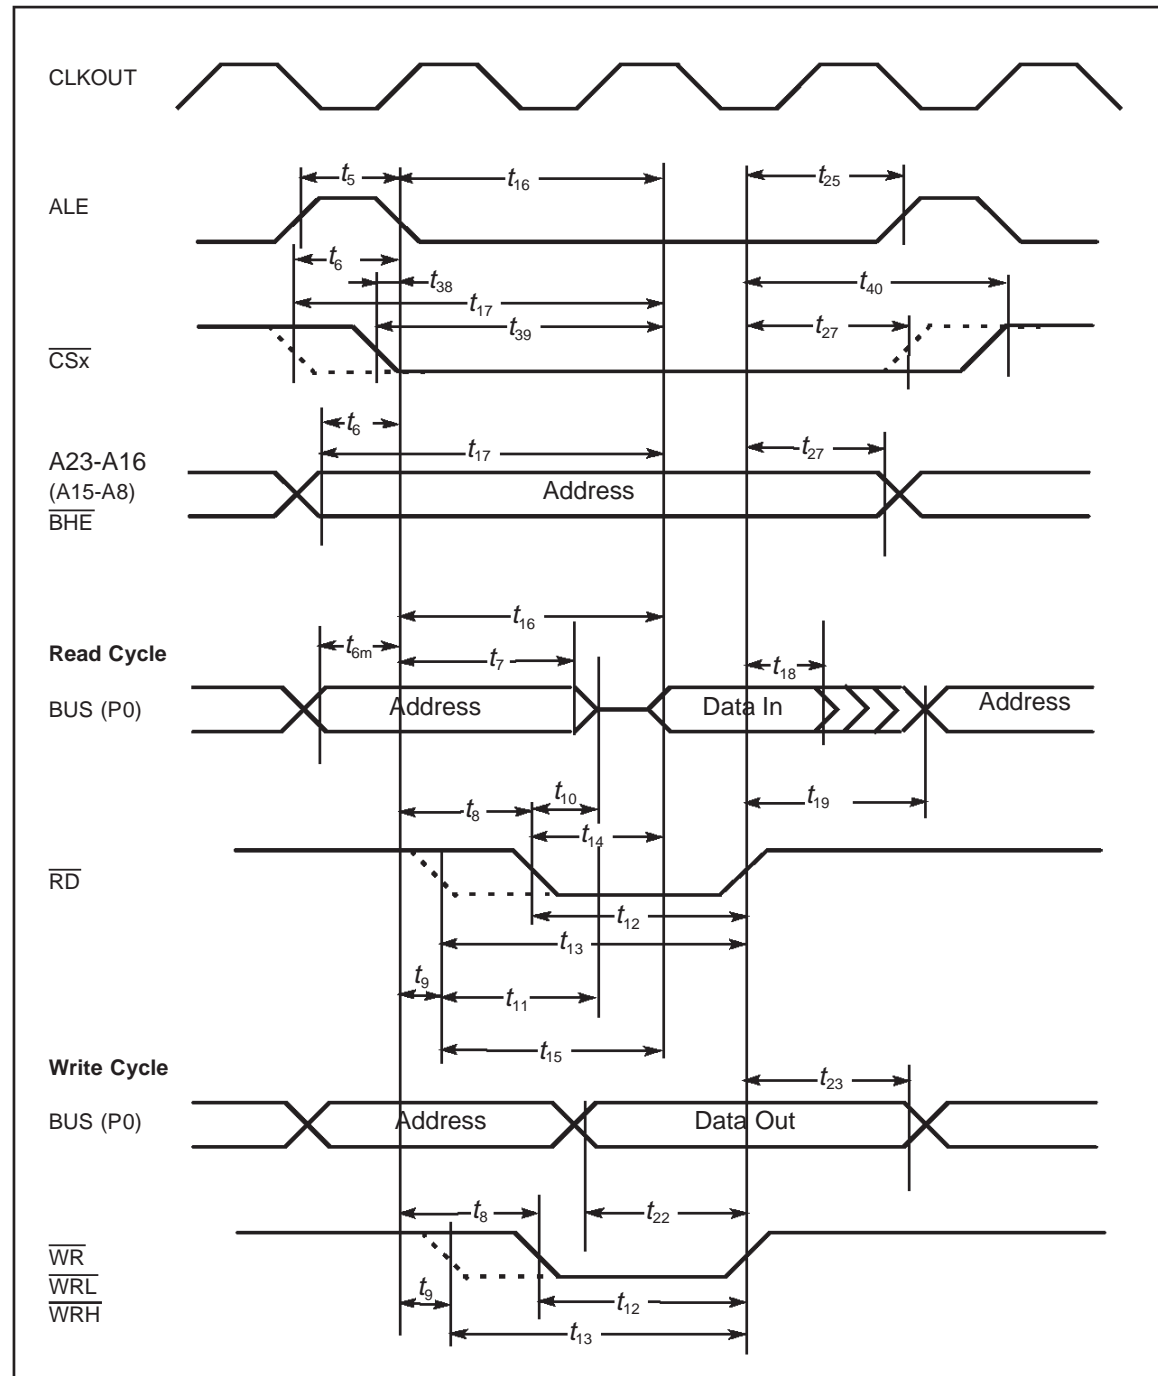 CLKOUT
t5
t16
t25
ALE
t6
t38
t40
t17
t39
t27
CSx
t6
t17
t27
A23-A16
(A15-A8)
Address
BHE
t16
Read Cycle
t6m
t7
t18
BUS (P0)
Address
Data In
Address
t8
t10
t19
t14
RD
t12
t13
t9
t11
t15
Write Cycle
t23
BUS (P0)
Address
Data Out
t8
t22
WR
WRL
WRH
t9
t12
t13